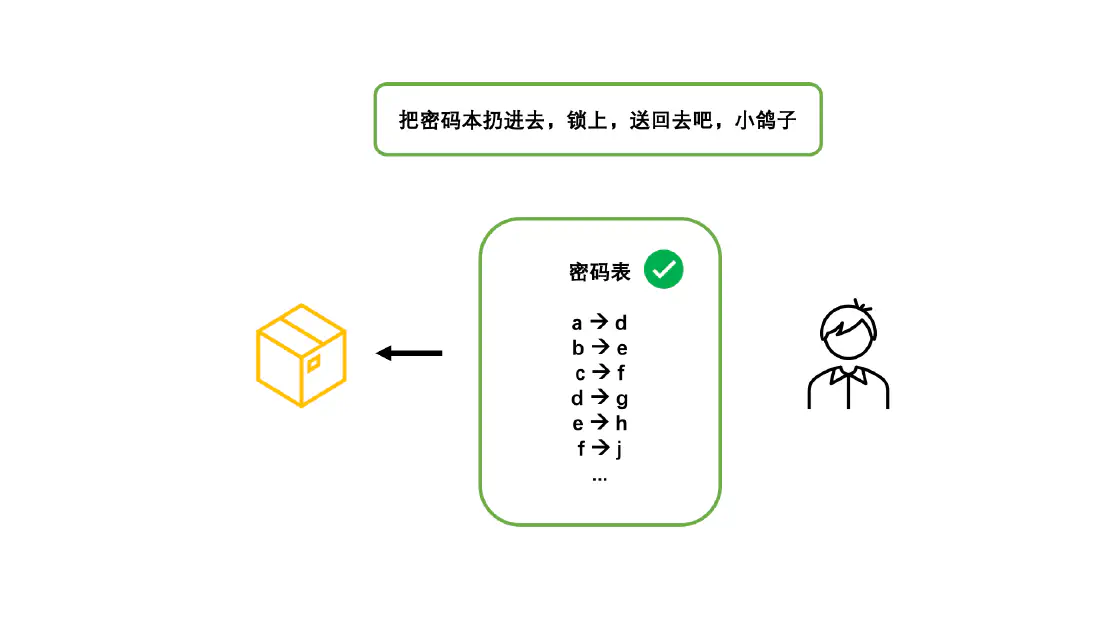 把密码本扔进去，锁上，送回去吧，小鸽子
密码表
a → d
b → e
c → f
d → g
e → h
f → j
...